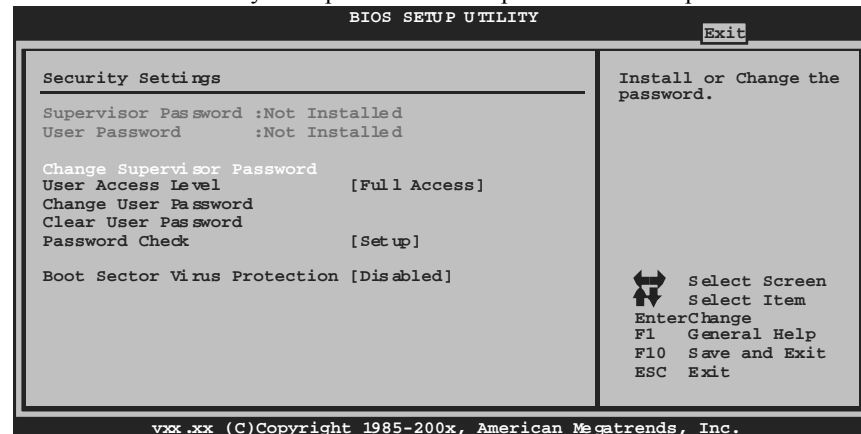 BIOS SETUP UTILITY
Exit
Security Settings
Supervisor Password :Not Installed
User Password :Not Installed
Change Supervisor Password
User Access Level [Full Access]
Change User Password
Clear User Password
Password Check [Setup]
Boot Sector Virus Protection [Disabled]
Install or Change the
password.
Select Screen
Select Item
EnterChange
F1 General Help
F10 Save and Exit
ESC Exit
vxx.xx (C)Copyright 1985-200x, American Megatrends, Inc.